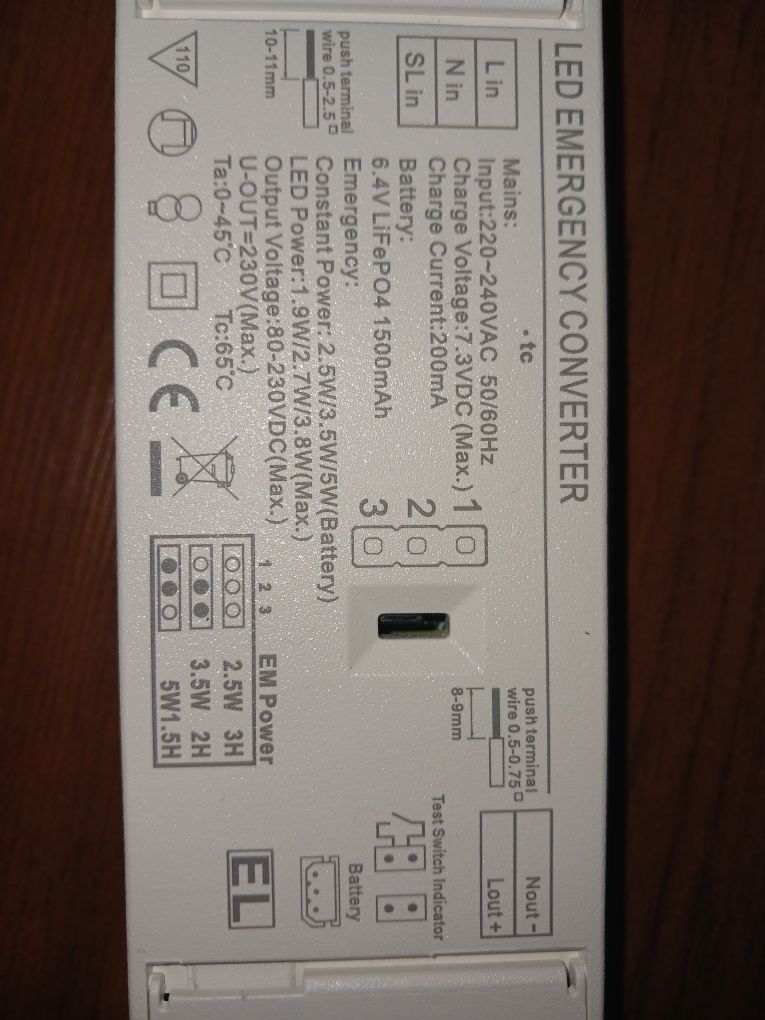 LED EMERGENCY CONVERTER
L in
N in
SL in
push terminal
wire 0.5-2.5
10-11mm
110
tc
Mains:
Input:220~240VAC 50/60Hz
Charge Voltage:7.3VDC (Max.)
Charge Current:200mA
Battery:
6.4V LiFePO4 1500mAh
Emergency:
Constant Power: 2.5W/3.5W/5W(Battery)
LED Power:1.9W/2.7W/3.8W(Max.)
Output Voltage:80-230VDC(Max.)
U-OUT=230V(Max.)
Ta:0~45℃ Tc:65℃
CE
1
2
3
1 2 3 EM Power
2.5W 3H
3.5W 2H
5W1.5H
push terminal
wire 0.5-0.75
8-9mm
Nout -
Lout +
Test Switch Indicator
Battery
EL